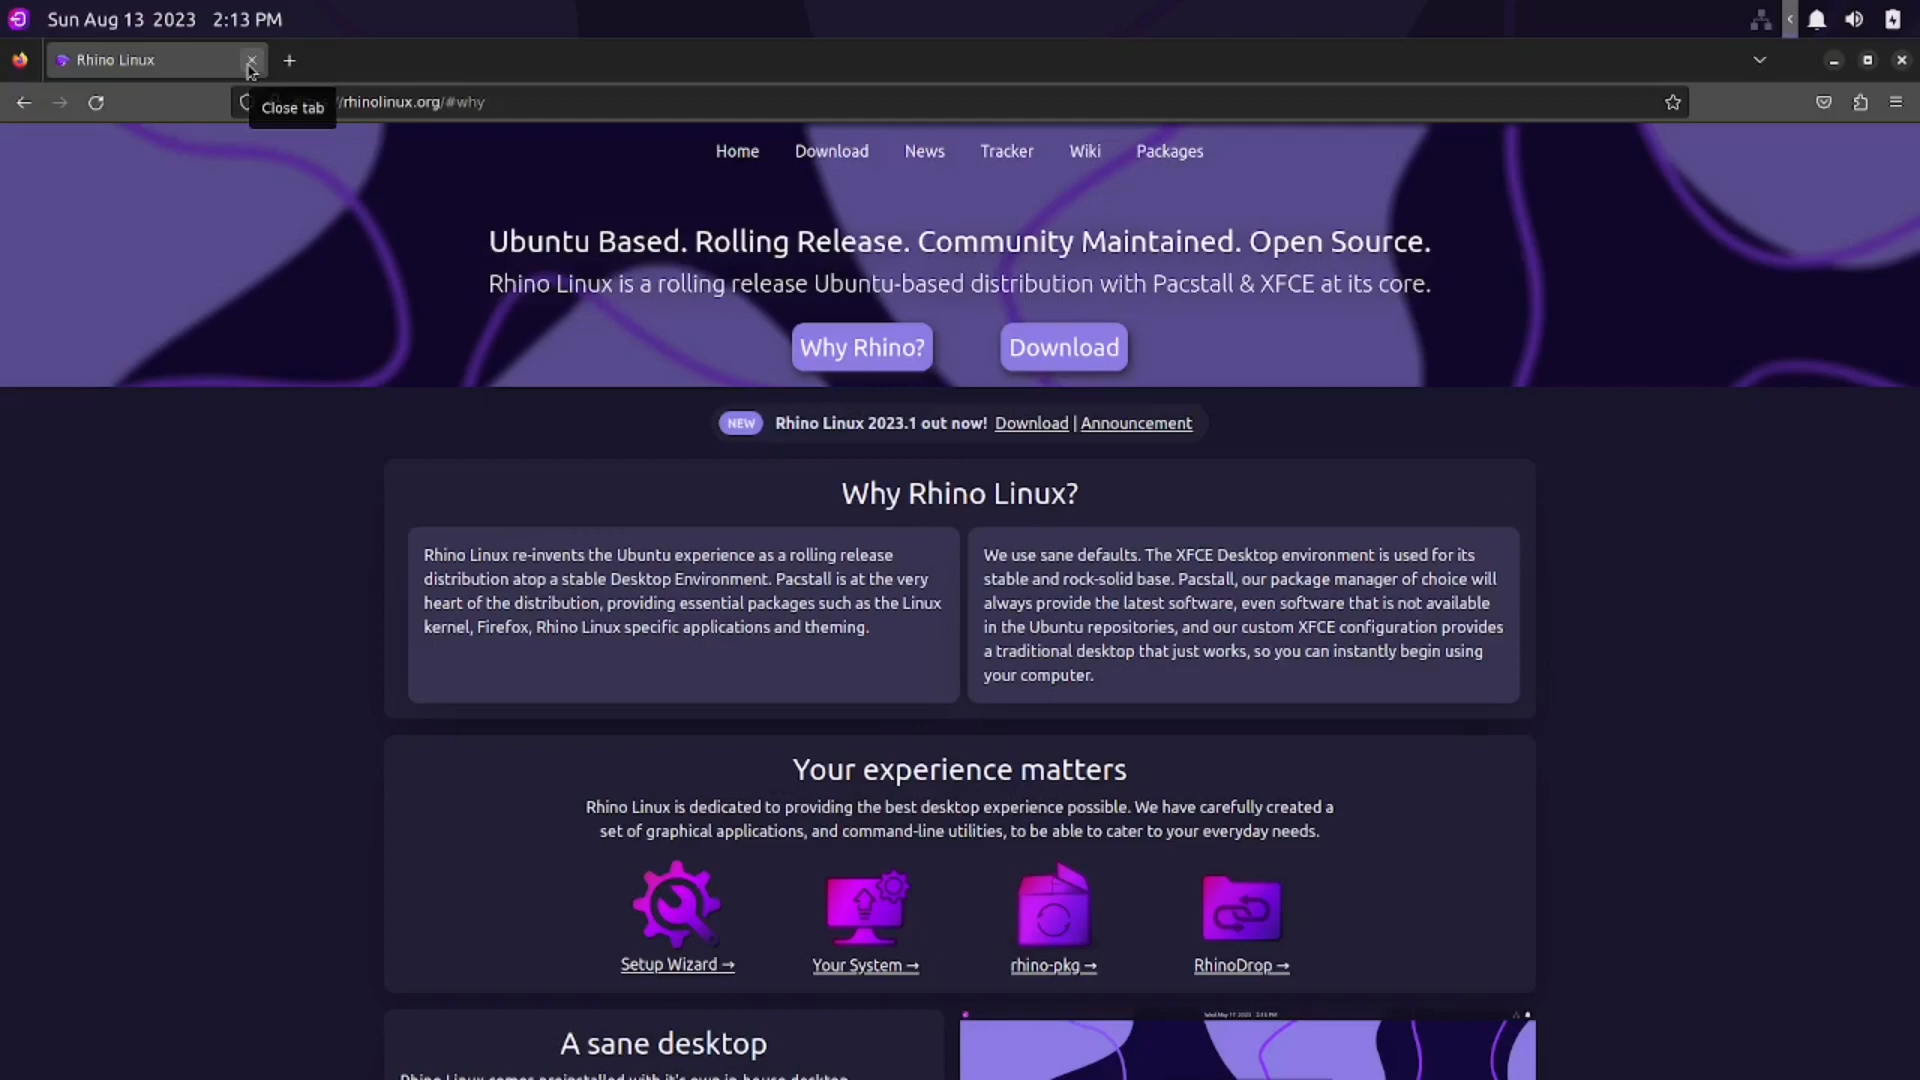 Sun Aug 13 2023 2:13 PM
Rhino Linux
Close tab
//rhinolinux.org/#why
Home Download News Tracker Wiki Packages
Ubuntu Based. Rolling Release. Community Maintained. Open Source.
Rhino Linux is a rolling release Ubuntu-based distribution with Pacstall & XFCE at its core.
Why Rhino? Download
NEW Rhino Linux 2023.1 out now! Download | Announcement
Why Rhino Linux?
Rhino Linux re-invents the Ubuntu experience as a rolling release
distribution atop a stable Desktop Environment. Pacstall is at the very
heart of the distribution, providing essential packages such as the Linux
kernel, Firefox, Rhino Linux specific applications and theming.
We use sane defaults. The XFCE Desktop environment is used for its
stable and rock-solid base. Pacstall, our package manager of choice will
always provide the latest software, even software that is not available
in the Ubuntu repositories, and our custom XFCE configuration provides
a traditional desktop that just works, so you can instantly begin using
your computer.
Your experience matters
Rhino Linux is dedicated to providing the best desktop experience possible. We have carefully created a
set of graphical applications, and command-line utilities, to be able to cater to your everyday needs.
Setup Wizard → Your System → rhino-pkg → RhinoDrop →
A sane desktop
Rhino Linux comes preinstalled with it's own in-house desktop